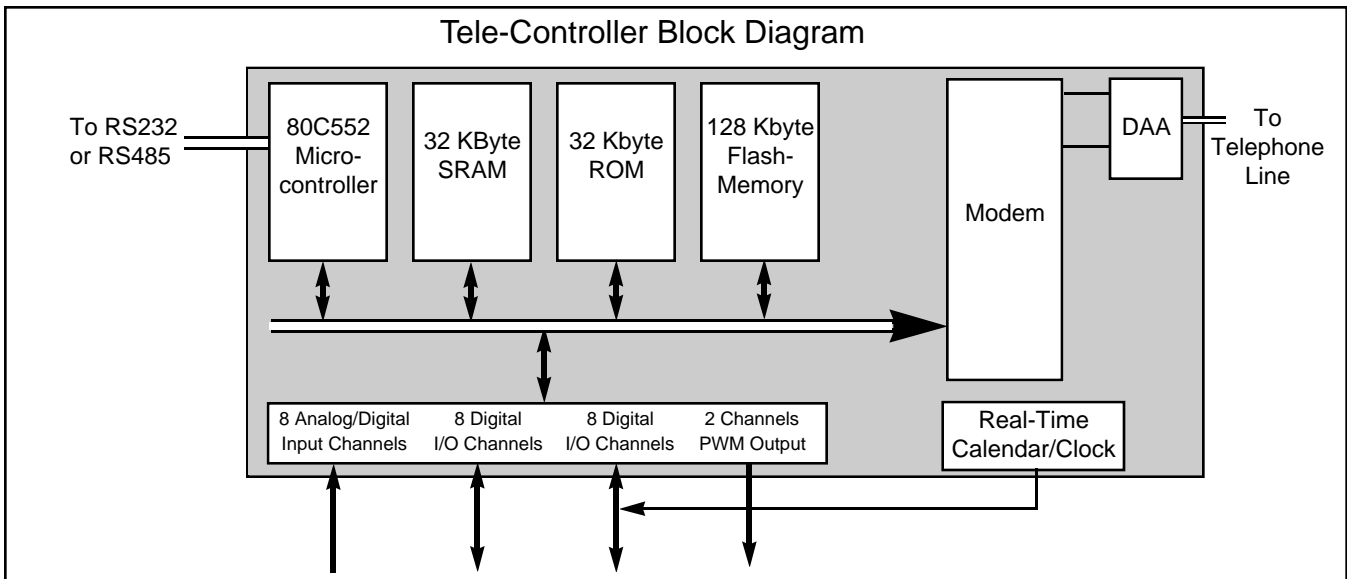 Tele-Controller Block Diagram
To RS232
or RS485
80C552
Micro-
controller
32 KByte
SRAM
32 Kbyte
ROM
128 Kbyte
Flash-
Memory
Modem
DAA
To
Telephone
Line
8 Analog/Digital
Input Channels
8 Digital
I/O Channels
8 Digital
I/O Channels
2 Channels
PWM Output
Real-Time
Calendar/Clock